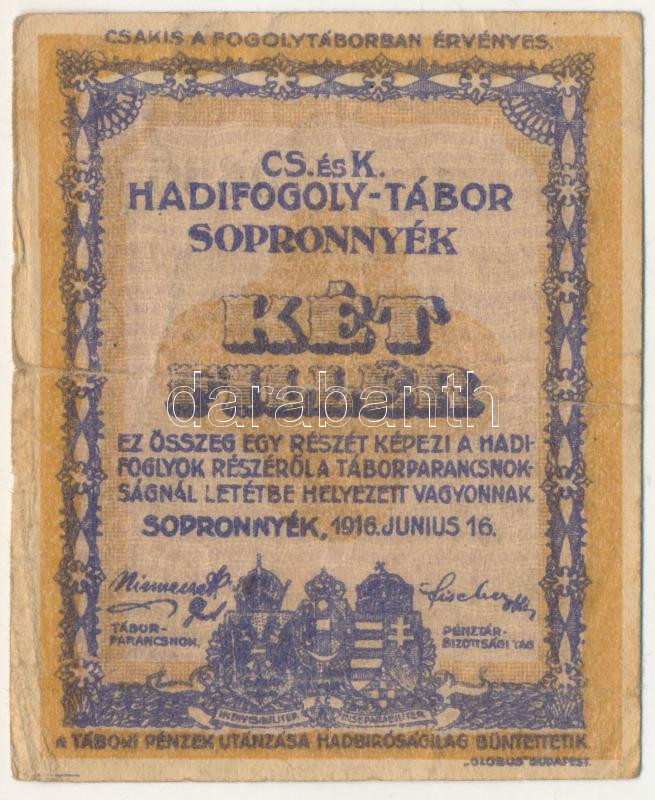 CSAKIS A FOGOLYTÁBORBAN ÉRVÉNYES.
CS. ÉS K.
HADIFOGOLY-TÁBOR
SOPRONNYÉK
KÉT
FILLÉR
darabanth
EZ ÖSSZEG EGY RÉSZÉT KÉPEZI A HADI-
FOGLYOK RÉSZÉRŐL A TÁBORPARANCSNOK-
SÁGNÁL LETÉTBE HELYEZETT VAGYONNAK.
SOPRONNYÉK, 1916. JUNIUS 16.
TÁBOR-
PARANCSNOK.
PÉNZTÁR-
BIZOTTSÁGI TAG
INDIVISIBILITER INSEPARABILITER
A TÁBORI PÉNZEK UTÁNZÁSA HADBIRÓSÁGILAG BÜNTETTETIK
„GLOBUS" BUDAPEST.